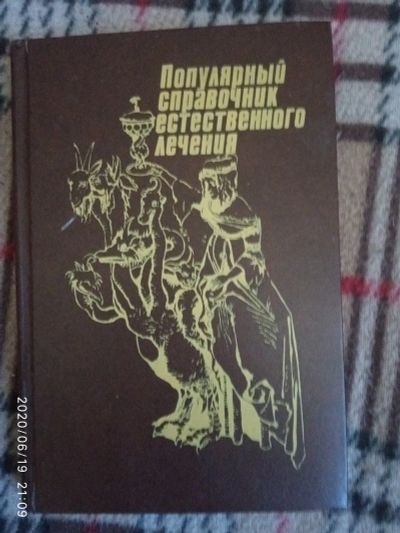 Популярный
справочник
естественного
лечения
2020/06/19 21:09